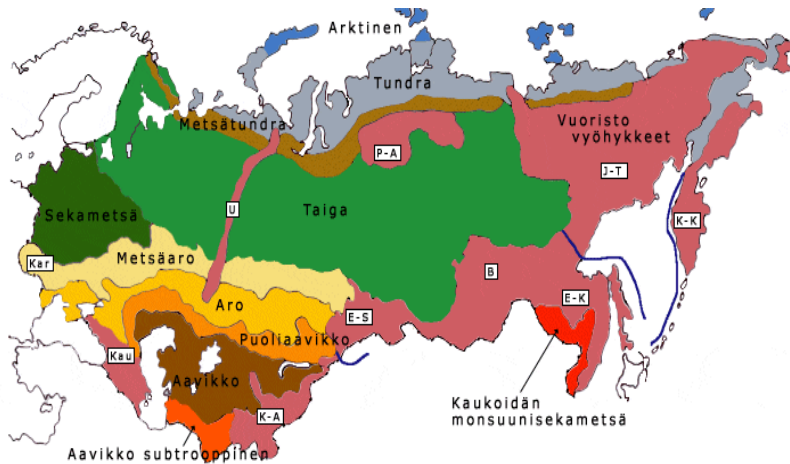 Arktinen
Tundra
Metsätundra
Vuoristo
vyöhykkeet
P-A
J-T
Sekametsä
U
Taiga
K-K
Kar
Metsäaro
B
Aro
E-S
E-K
Kau
Puoliaavikko
Aavikko
K-A
Kaukoidän
monsuunisekametsä
Aavikko subtrooppinen